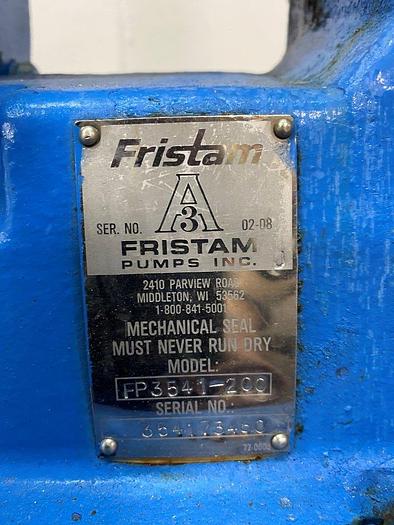 Fristam
A
3
SER. NO. 02-08
FRISTAM
PUMPS INC.
2410 PARVIEW ROAD
MIDDLETON, WI 53562
1-800-841-5001
MECHANICAL SEAL
MUST NEVER RUN DRY
MODEL:
FP3541-20C
SERIAL NO.: